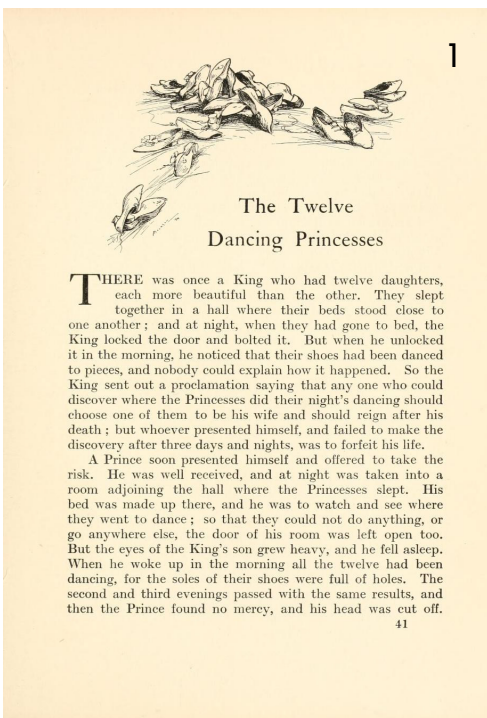 1
The Twelve
Dancing Princesses
THERE was once a King who had twelve daughters,
each more beautiful than the other. They slept
together in a hall where their beds stood close to
one another ; and at night, when they had gone to bed, the
King locked the door and bolted it. But when he unlocked
it in the morning, he noticed that their shoes had been danced
to pieces, and nobody could explain how it happened. So the
King sent out a proclamation saying that any one who could
discover where the Princesses did their night's dancing should
choose one of them to be his wife and should reign after his
death ; but whoever presented himself, and failed to make the
discovery after three days and nights, was to forfeit his life.
A Prince soon presented himself and offered to take the
risk. He was well received, and at night was taken into a
room adjoining the hall where the Princesses slept. His
bed was made up there, and he was to watch and see where
they went to dance ; so that they could not do anything, or
go anywhere else, the door of his room was left open too.
But the eyes of the King's son grew heavy, and he fell asleep.
When he woke up in the morning all the twelve had been
dancing, for the soles of their shoes were full of holes. The
second and third evenings passed with the same results, and
then the Prince found no mercy, and his head was cut off.
41